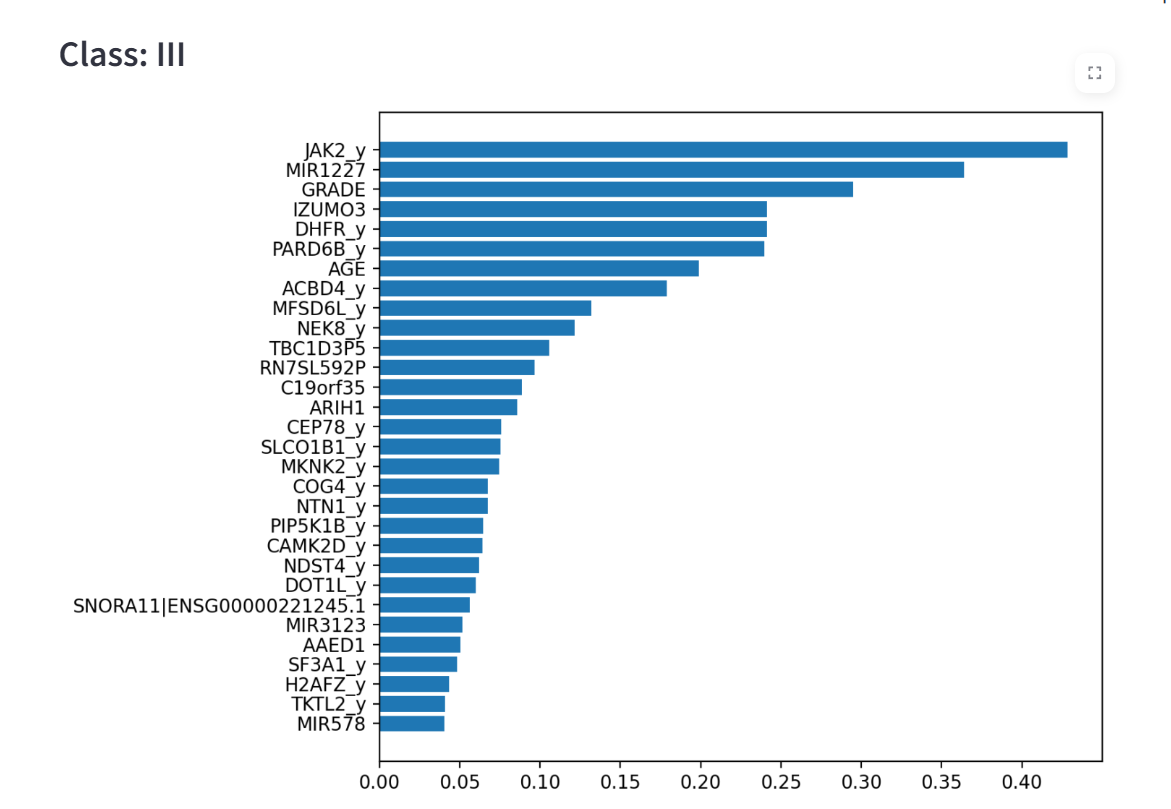 Class: III
JAK2_y
MIR1227
GRADE
IZUMO3
DHFR_y
PARD6B_y
AGE
ACBD4_y
MFSD6L_y
NEK8_y
TBC1D3P5
RN7SL592P
C19orf35
ARIH1
CEP78_y
SLCO1B1_y
MKNK2_y
COG4_y
NTN1_y
PIP5K1B_y
CAMK2D_y
NDST4_y
DOT1L_y
SNORA11|ENSG00000221245.1
MIR3123
AAED1
SF3A1_y
H2AFZ_y
TKTL2_y
MIR578
0.00 0.05 0.10 0.15 0.20 0.25 0.30 0.35 0.40